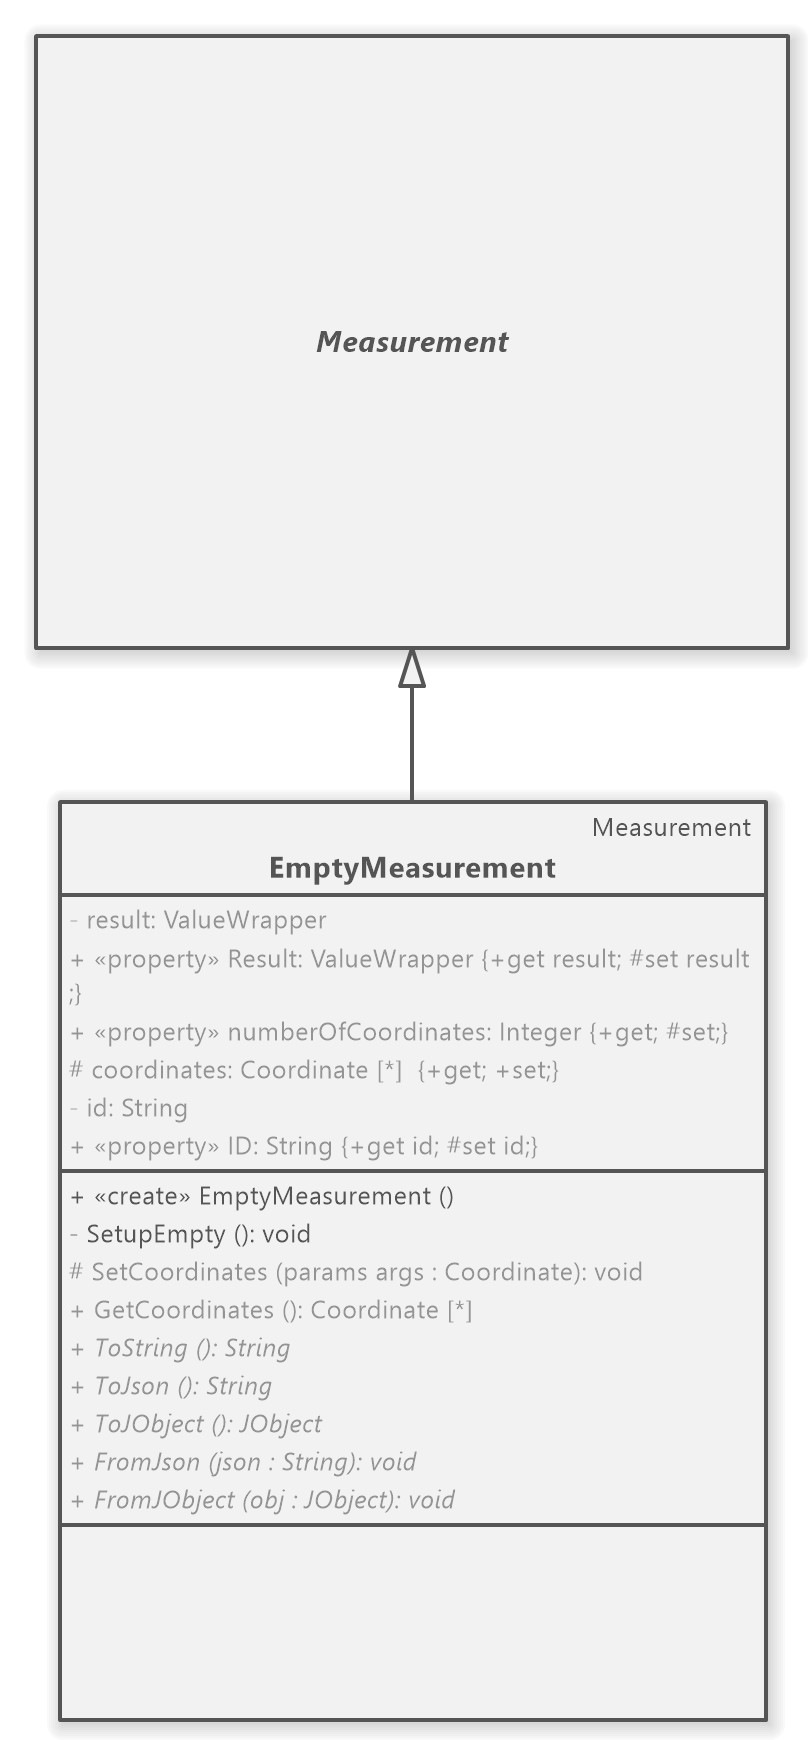 Measurement
Measurement
EmptyMeasurement
- result: ValueWrapper
+ «property» Result: ValueWrapper {+get result; #set result
;}
+ «property» numberOfCoordinates: Integer {+get; #set;}
# coordinates: Coordinate [*]  {+get; +set;}
- id: String
+ «property» ID: String {+get id; #set id;}
+ «create» EmptyMeasurement ()
- SetupEmpty (): void
# SetCoordinates (params args : Coordinate): void
+ GetCoordinates (): Coordinate [*]
+ ToString (): String
+ ToJson (): String
+ ToJObject (): JObject
+ FromJson (json : String): void
+ FromJObject (obj : JObject): void